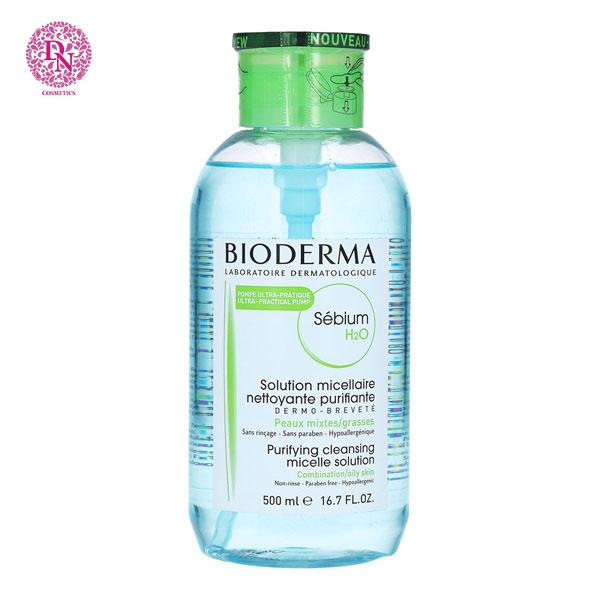 DN
COSMETICS
NEW
NOUVEAU
BIODERMA
LABORATOIRE DERMATOLOGIQUE
POMPE ULTRA-PRATIQUE
ULTRA-PRACTICAL PUMP
Sébium
H2O
Solution micellaire
nettoyante purifiante
DERMO-BREVETÉ
Peaux mixtes/grasses
Sans rinçage - Sans paraben - Hypoallergénique
Purifying cleansing
micelle solution
Combination/oily skin
Non-rinse - Paraben free - Hypoallergenic
500 ml ℮ 16.7 FL.OZ.